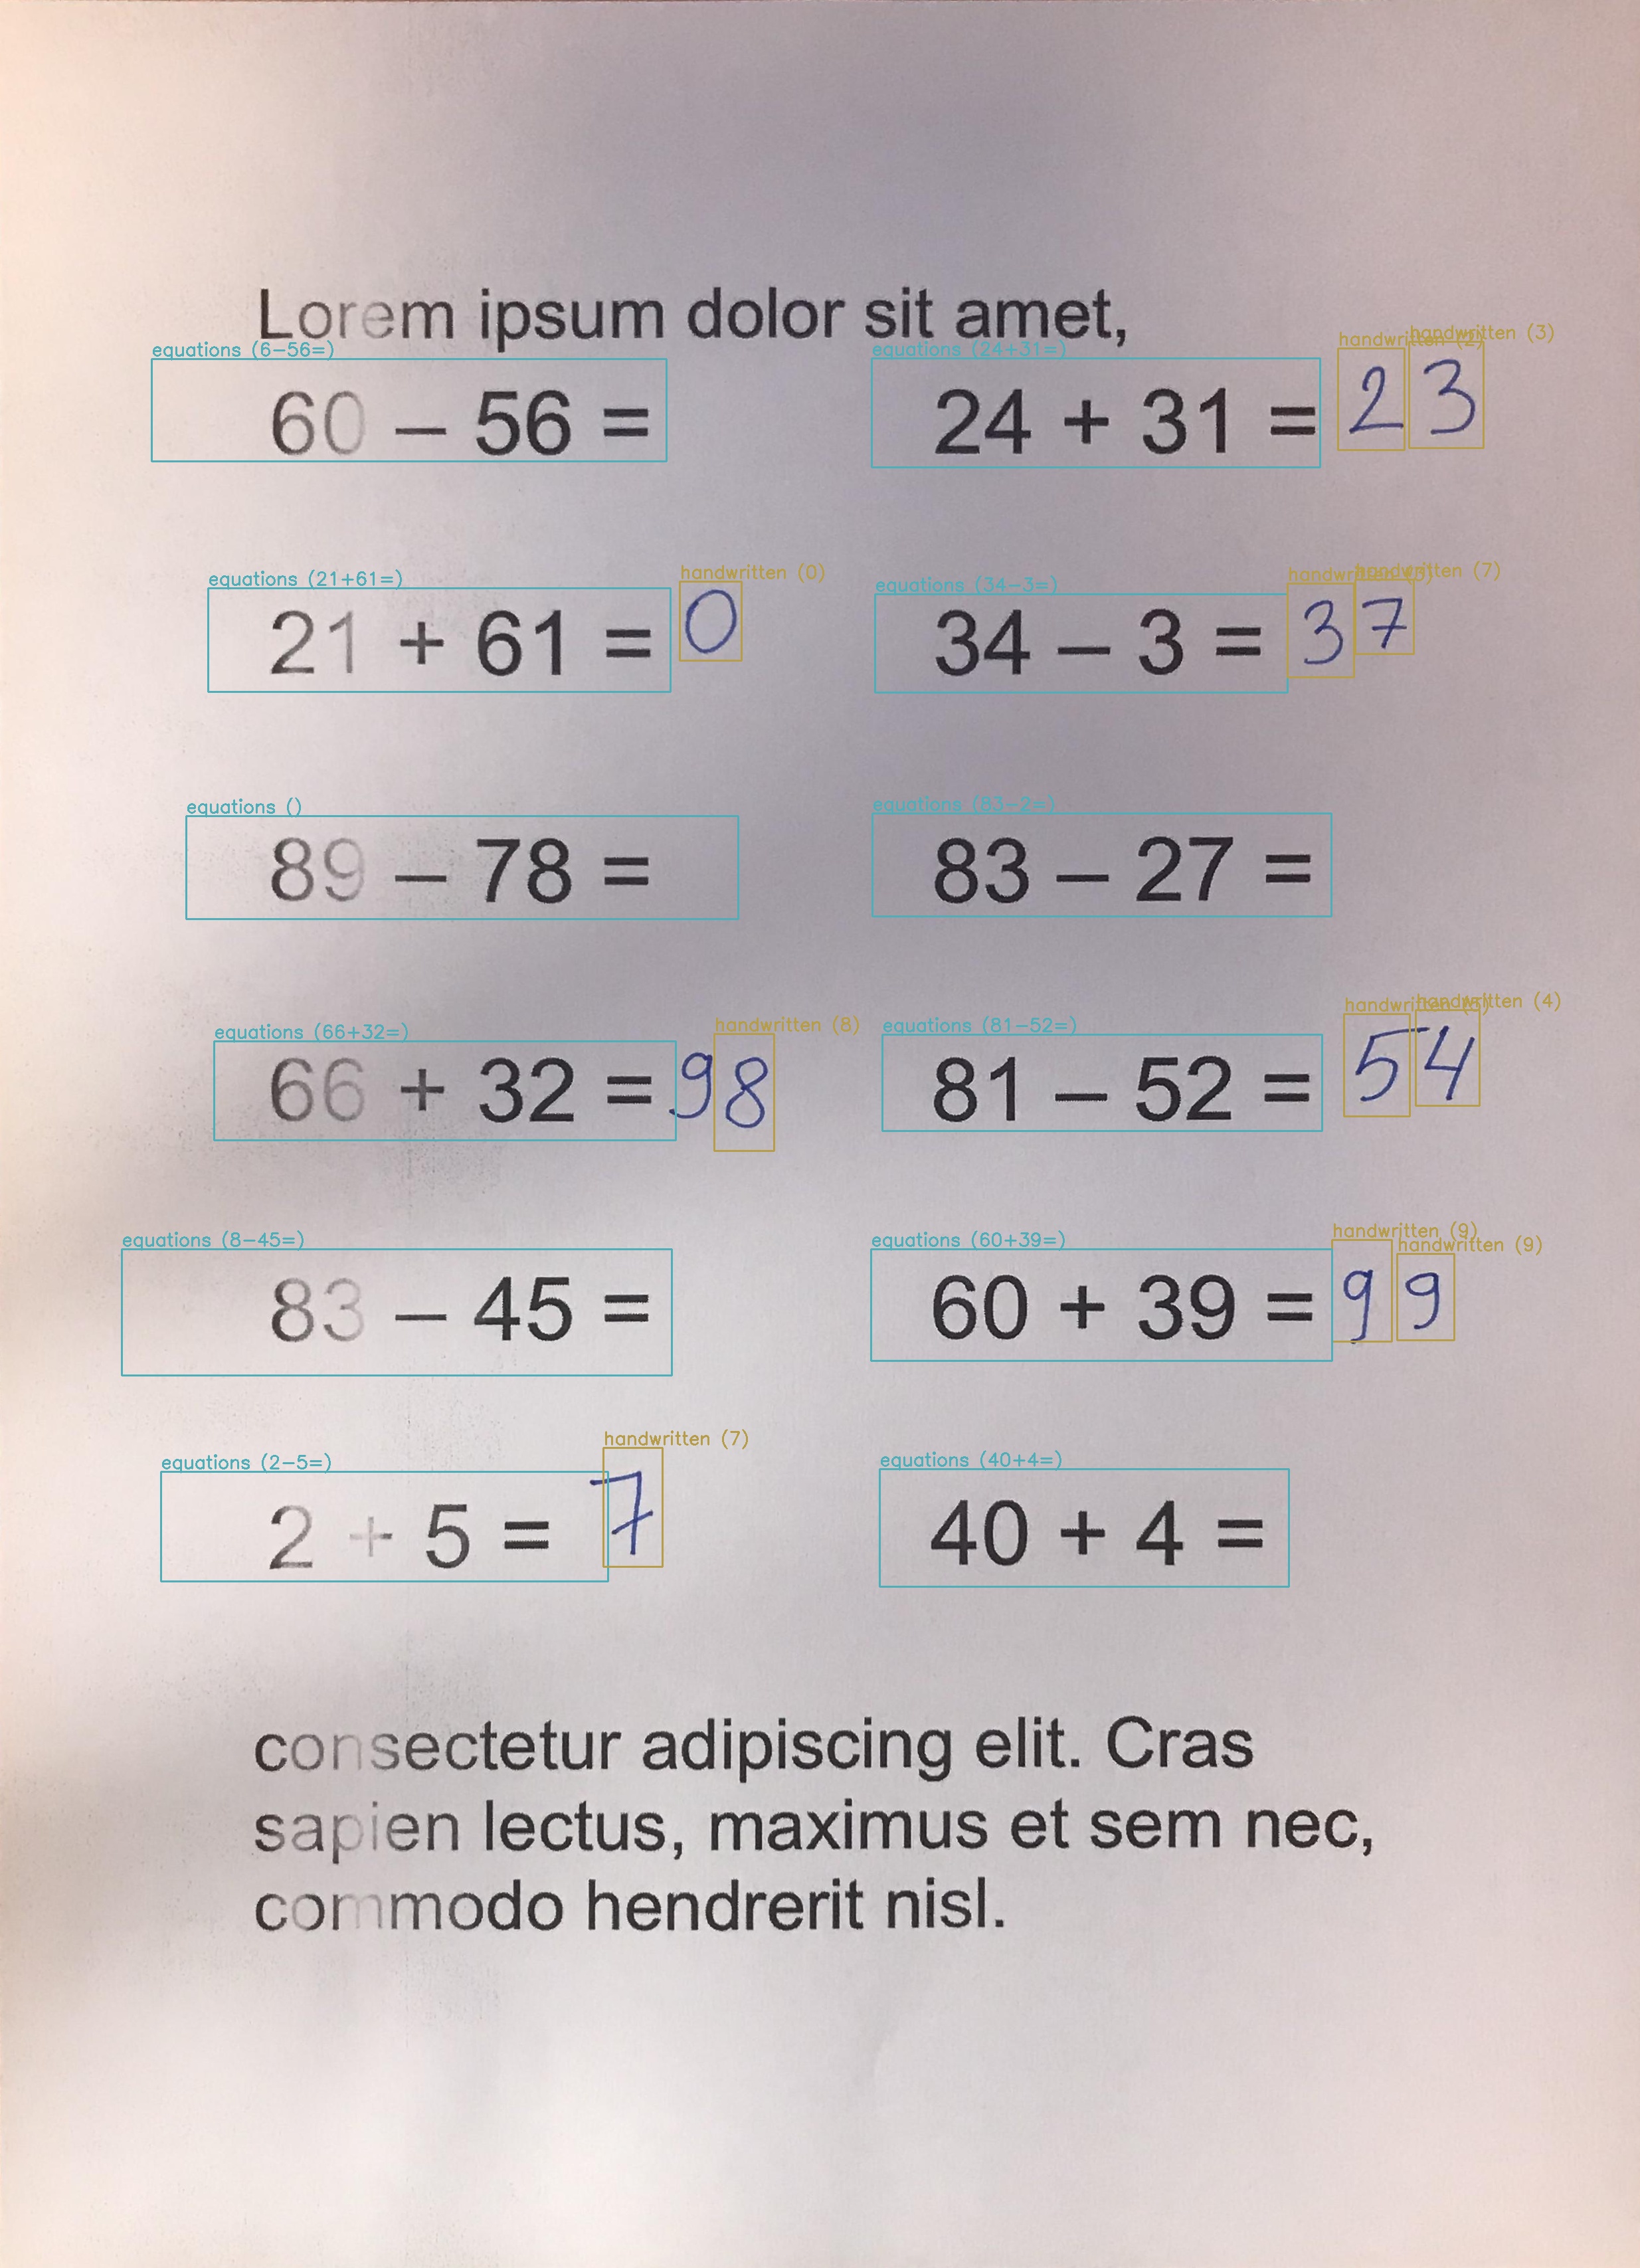 Lorem ipsum dolor sit amet,
equations (6-56=) equations (24+31=) handwritten (2) handwritten (3)
60 – 56 = 24 + 31 = 23
equations (21+61=) handwritten (0) equations (34-3=) handwritten handwritten (7)
21 + 61 = 0 34 – 3 = 37
equations () equations (83-2=)
89 – 78 = 83 – 27 =
equations (66+32=) handwritten (8) equations (81-52=) handwritten handwritten (4)
66 + 32 = 98 81 – 52 = 54
equations (8-45=) equations (60+39=) handwritten (9) handwritten (9)
83 – 45 = 60 + 39 = 99
equations (2-5=) handwritten (7) equations (40+4=)
2 + 5 = 7 40 + 4 =
consectetur adipiscing elit. Cras
sapien lectus, maximus et sem nec,
commodo hendrerit nisl.